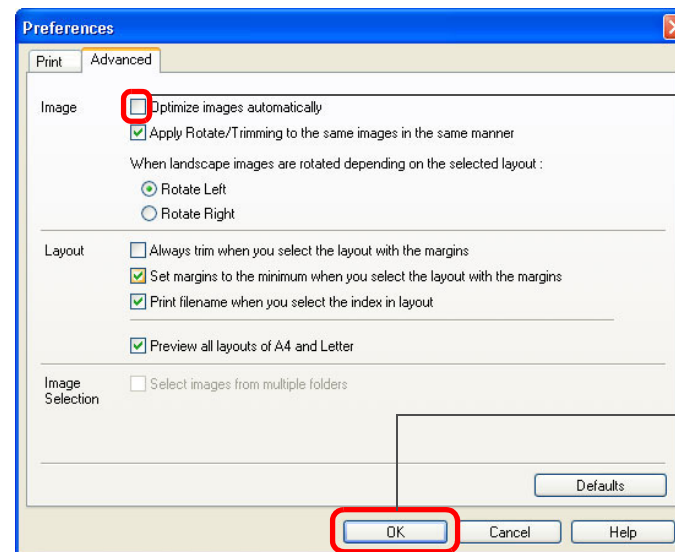 Preferences
Print Advanced
Image Optimize images automatically
Apply Rotate/Trimming to the same images in the same manner
When landscape images are rotated depending on the selected layout :
Rotate Left
Rotate Right
Layout Always trim when you select the layout with the margins
Set margins to the minimum when you select the layout with the margins
Print filename when you select the index in layout
Preview all layouts of A4 and Letter
Image Selection Select images from multiple folders
Defaults
OK Cancel Help